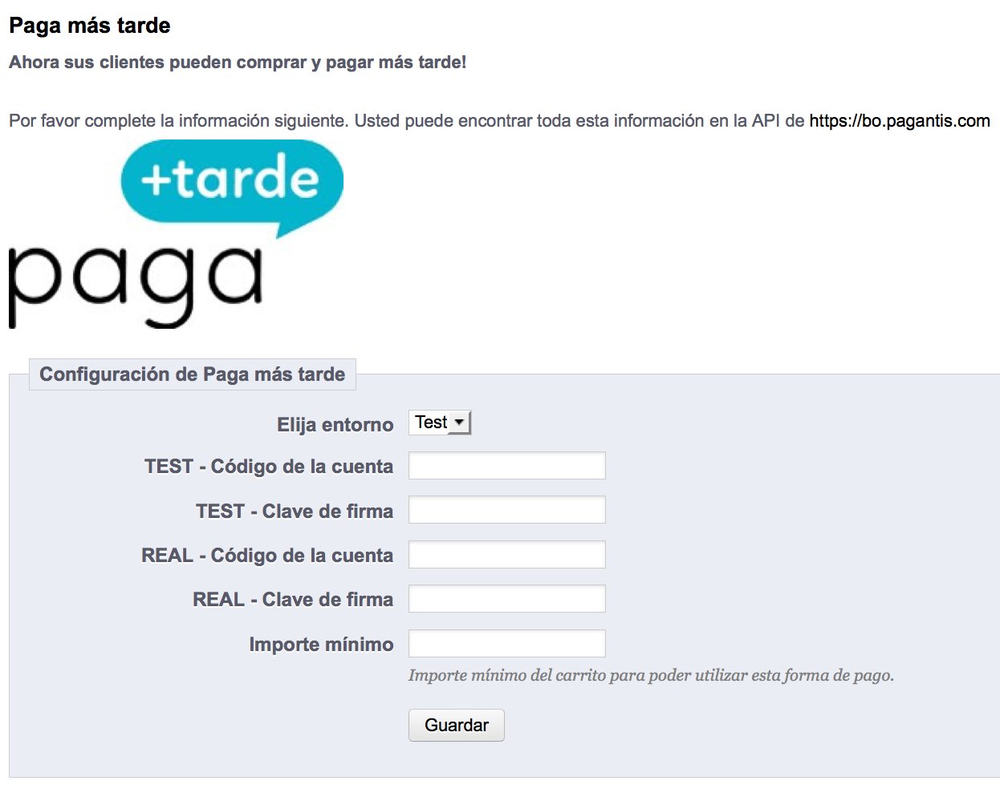 Paga más tarde
Ahora sus clientes pueden comprar y pagar más tarde!
Por favor complete la información siguiente. Usted puede encontrar toda esta información en la API de https://bo.pagantis.com
+tarde
paga
Configuración de Paga más tarde
Elija entorno Test
TEST - Código de la cuenta
TEST - Clave de firma
REAL - Código de la cuenta
REAL - Clave de firma
Importe mínimo
Importe mínimo del carrito para poder utilizar esta forma de pago.
Guardar